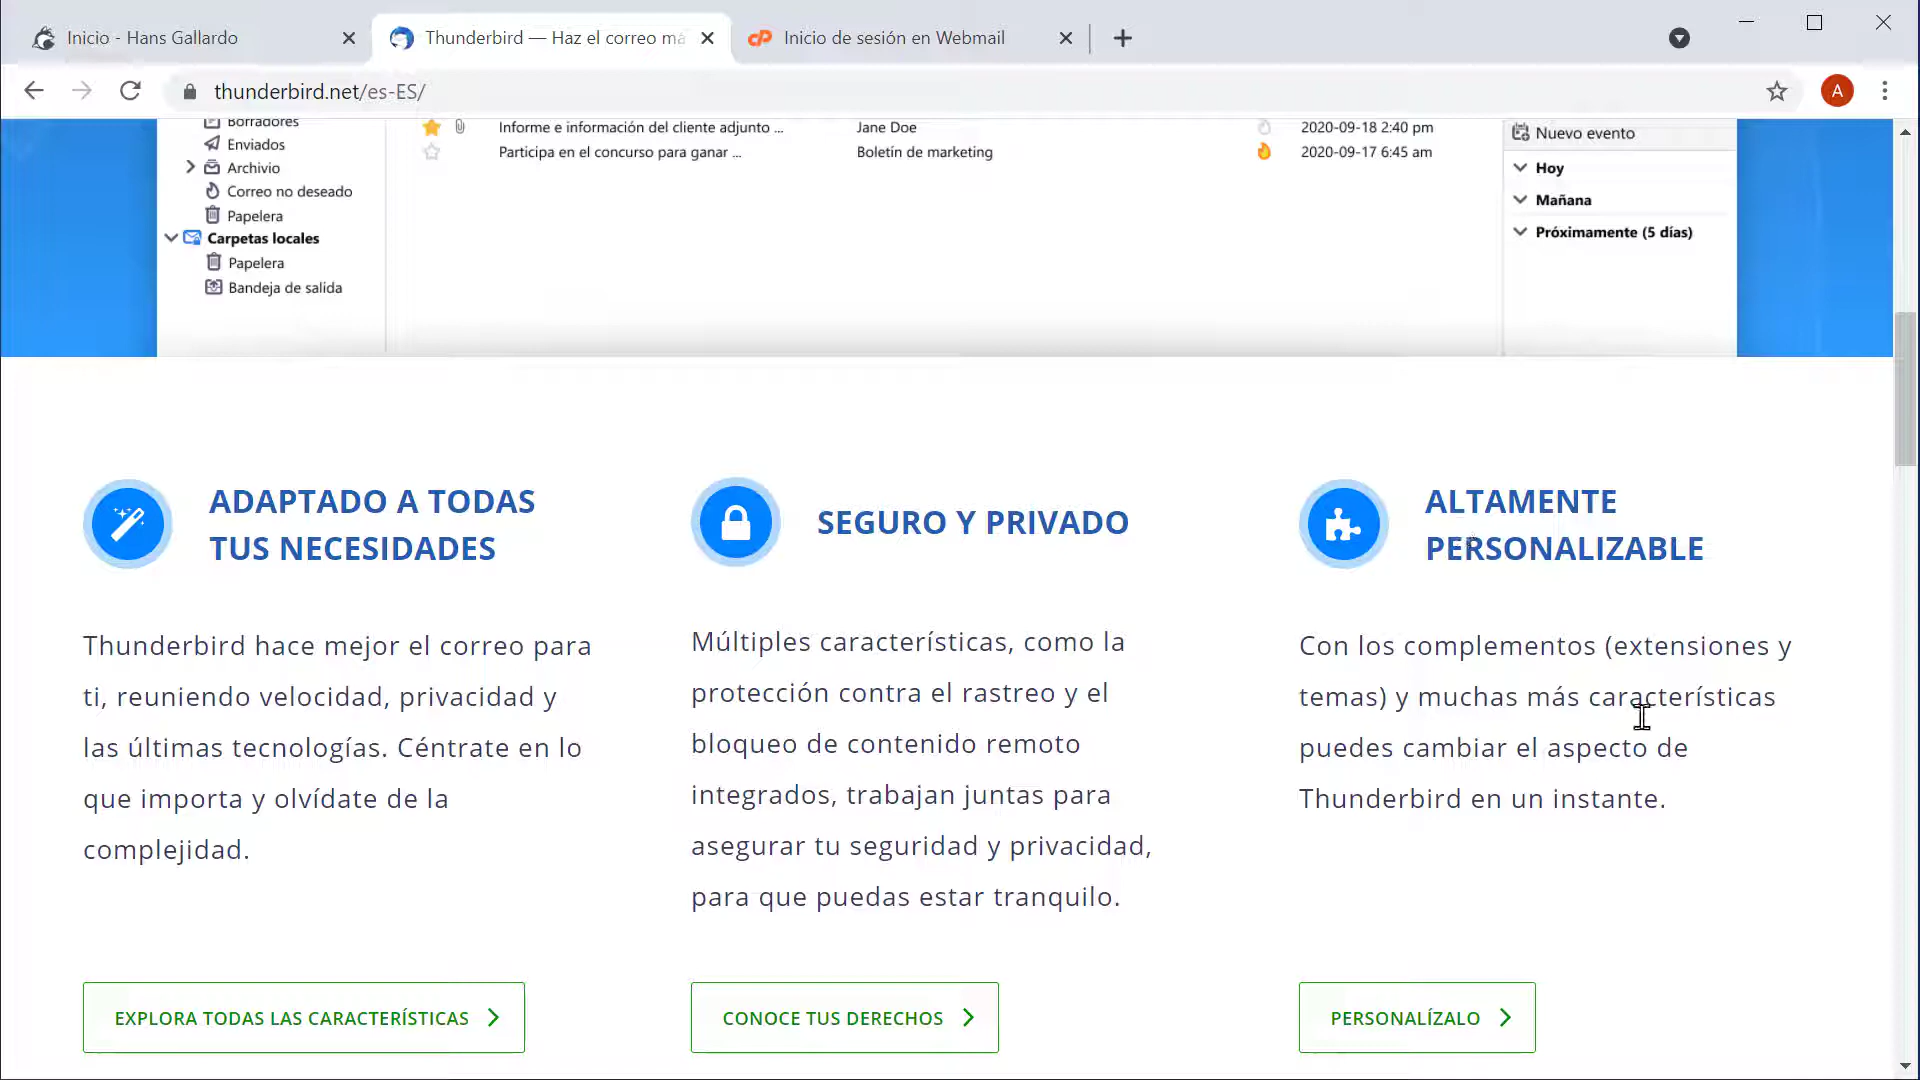 Inicio - Hans Gallardo
Thunderbird — Haz el correo má
Inicio de sesión en Webmail
thunderbird.net/es-ES/
A
Borradores
Enviados
Archivio
Correo no deseado
Papelera
Carpetas locales
Papelera
Bandeja de salida
Informe e información del cliente adjunto ... Jane Doe 2020-09-18 2:40 pm
Participa en el concurso para ganar ... Boletín de marketing 2020-09-17 6:45 am
Nuevo evento
Hoy
Mañana
Próximamente (5 días)
ADAPTADO A TODAS
TUS NECESIDADES
Thunderbird hace mejor el correo para
ti, reuniendo velocidad, privacidad y
las últimas tecnologías. Céntrate en lo
que importa y olvídate de la
complejidad.
EXPLORA TODAS LAS CARACTERÍSTICAS
SEGURO Y PRIVADO
Múltiples características, como la
protección contra el rastreo y el
bloqueo de contenido remoto
integrados, trabajan juntas para
asegurar tu seguridad y privacidad,
para que puedas estar tranquilo.
CONOCE TUS DERECHOS
ALTAMENTE
PERSONALIZABLE
Con los complementos (extensiones y
temas) y muchas más características
puedes cambiar el aspecto de
Thunderbird en un instante.
PERSONALÍZALO